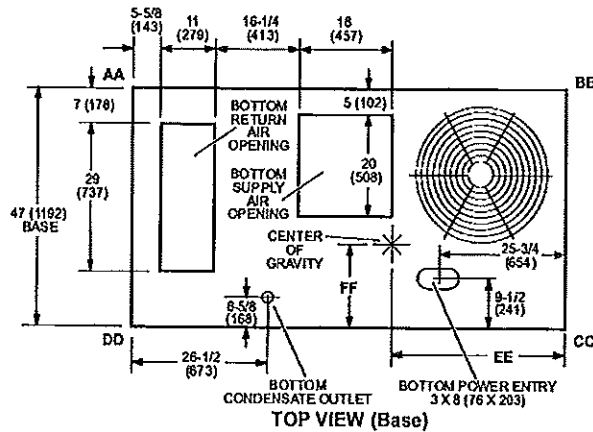 5-5/8
(143)
11
(279)
16-1/4
(413)
18
(457)
AA
BB
7 (178)
BOTTOM
RETURN
AIR
OPENING
5 (102)
29
(737)
BOTTOM
SUPPLY
AIR
OPENING
20
(508)
47 (1192)
BASE
CENTER
OF
GRAVITY
25-3/4
(654)
FF
6-5/8
(168)
9-1/2
(241)
DD
CC
26-1/2
(673)
EE
BOTTOM
CONDENSATE OUTLET
BOTTOM POWER ENTRY
3 X 8 (76 X 203)
TOP VIEW (Base)